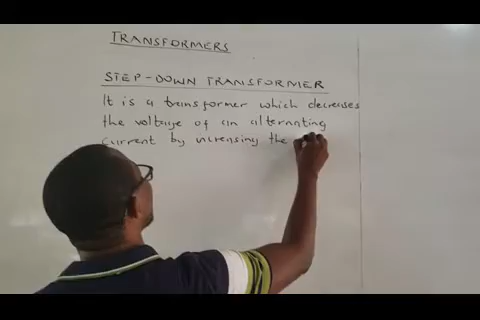 TRANSFORMERS
STEP-DOWN TRANSFORMER
It is a transformer which decreases
the voltage of an alternating
current by increasing the